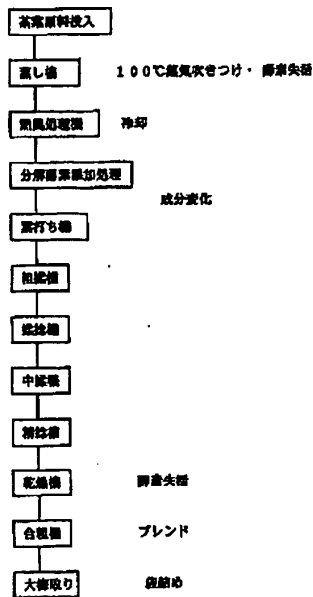 茶葉原料投入
蒸し機 100℃蒸気吹きつけ・酵素失活
熱風処理機 冷却
分解酵素添加処理
成分変化
葉打ち機
粗揉機
揉捻機
中揉機
精揉機
乾燥機 酵素失活
合組機 ブレンド
大海取り 袋詰め